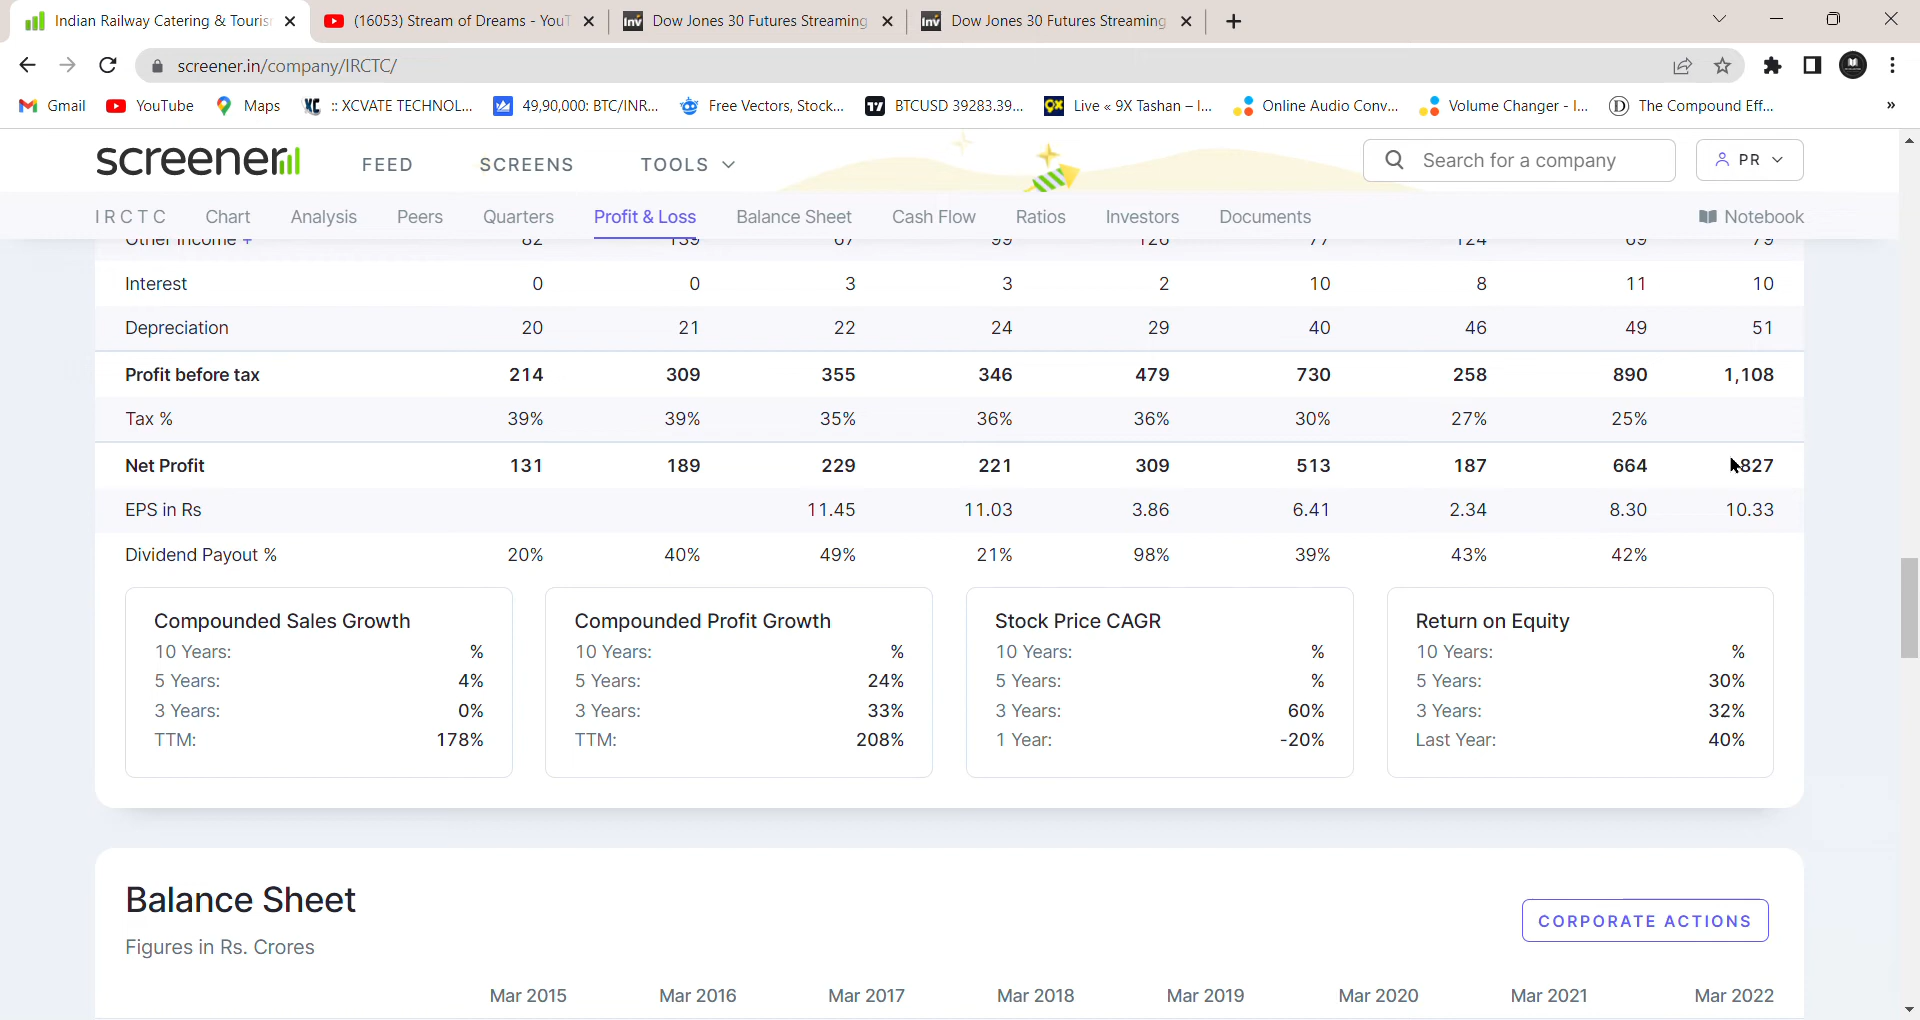 Indian Railway Catering & Touris
(16053) Stream of Dreams - YouT
Dow Jones 30 Futures Streaming
Dow Jones 30 Futures Streaming
screener.in/company/IRCTC/
Gmail YouTube Maps :: XCVATE TECHNOL... 49,90,000: BTC/INR... Free Vectors, Stock... BTCUSD 39283.39... Live « 9X Tashan – I... Online Audio Conv... Volume Changer - I... The Compound Eff... »
screener FEED SCREENS TOOLS Search for a company PR
IRCTC Chart Analysis Peers Quarters Profit & Loss Balance Sheet Cash Flow Ratios Investors Documents Notebook
Other Income + 82 139 67 99 126 77 124 69 79
Interest 0 0 3 3 2 10 8 11 10
Depreciation 20 21 22 24 29 40 46 49 51
Profit before tax 214 309 355 346 479 730 258 890 1,108
Tax % 39% 39% 35% 36% 36% 30% 27% 25%
Net Profit 131 189 229 221 309 513 187 664 827
EPS in Rs 11.45 11.03 3.86 6.41 2.34 8.30 10.33
Dividend Payout % 20% 40% 49% 21% 98% 39% 43% 42%
Compounded Sales Growth
10 Years: %
5 Years: 4%
3 Years: 0%
TTM: 178%
Compounded Profit Growth
10 Years: %
5 Years: 24%
3 Years: 33%
TTM: 208%
Stock Price CAGR
10 Years: %
5 Years: %
3 Years: 60%
1 Year: -20%
Return on Equity
10 Years: %
5 Years: 30%
3 Years: 32%
Last Year: 40%
Balance Sheet
CORPORATE ACTIONS
Figures in Rs. Crores
Mar 2015 Mar 2016 Mar 2017 Mar 2018 Mar 2019 Mar 2020 Mar 2021 Mar 2022